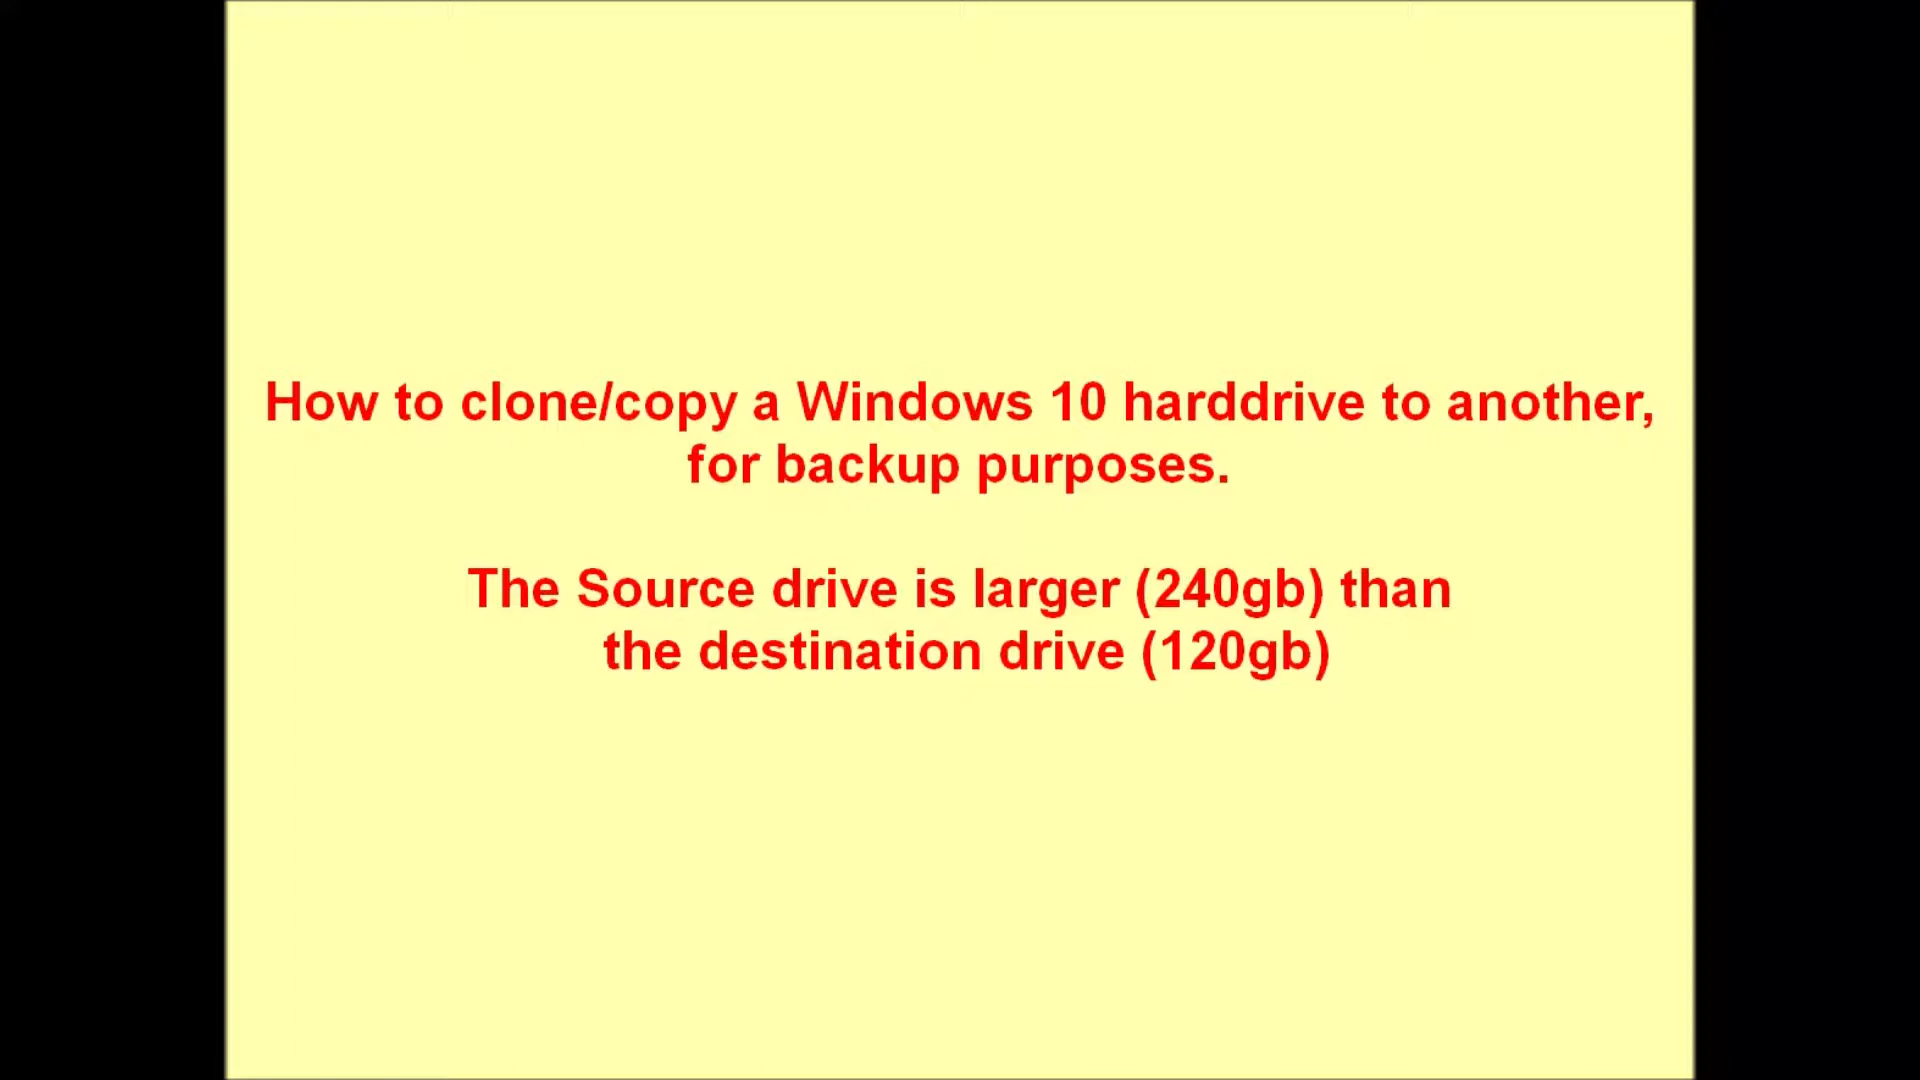 How to clone/copy a Windows 10 harddrive to another,
for backup purposes.
The Source drive is larger (240gb) than
the destination drive (120gb)